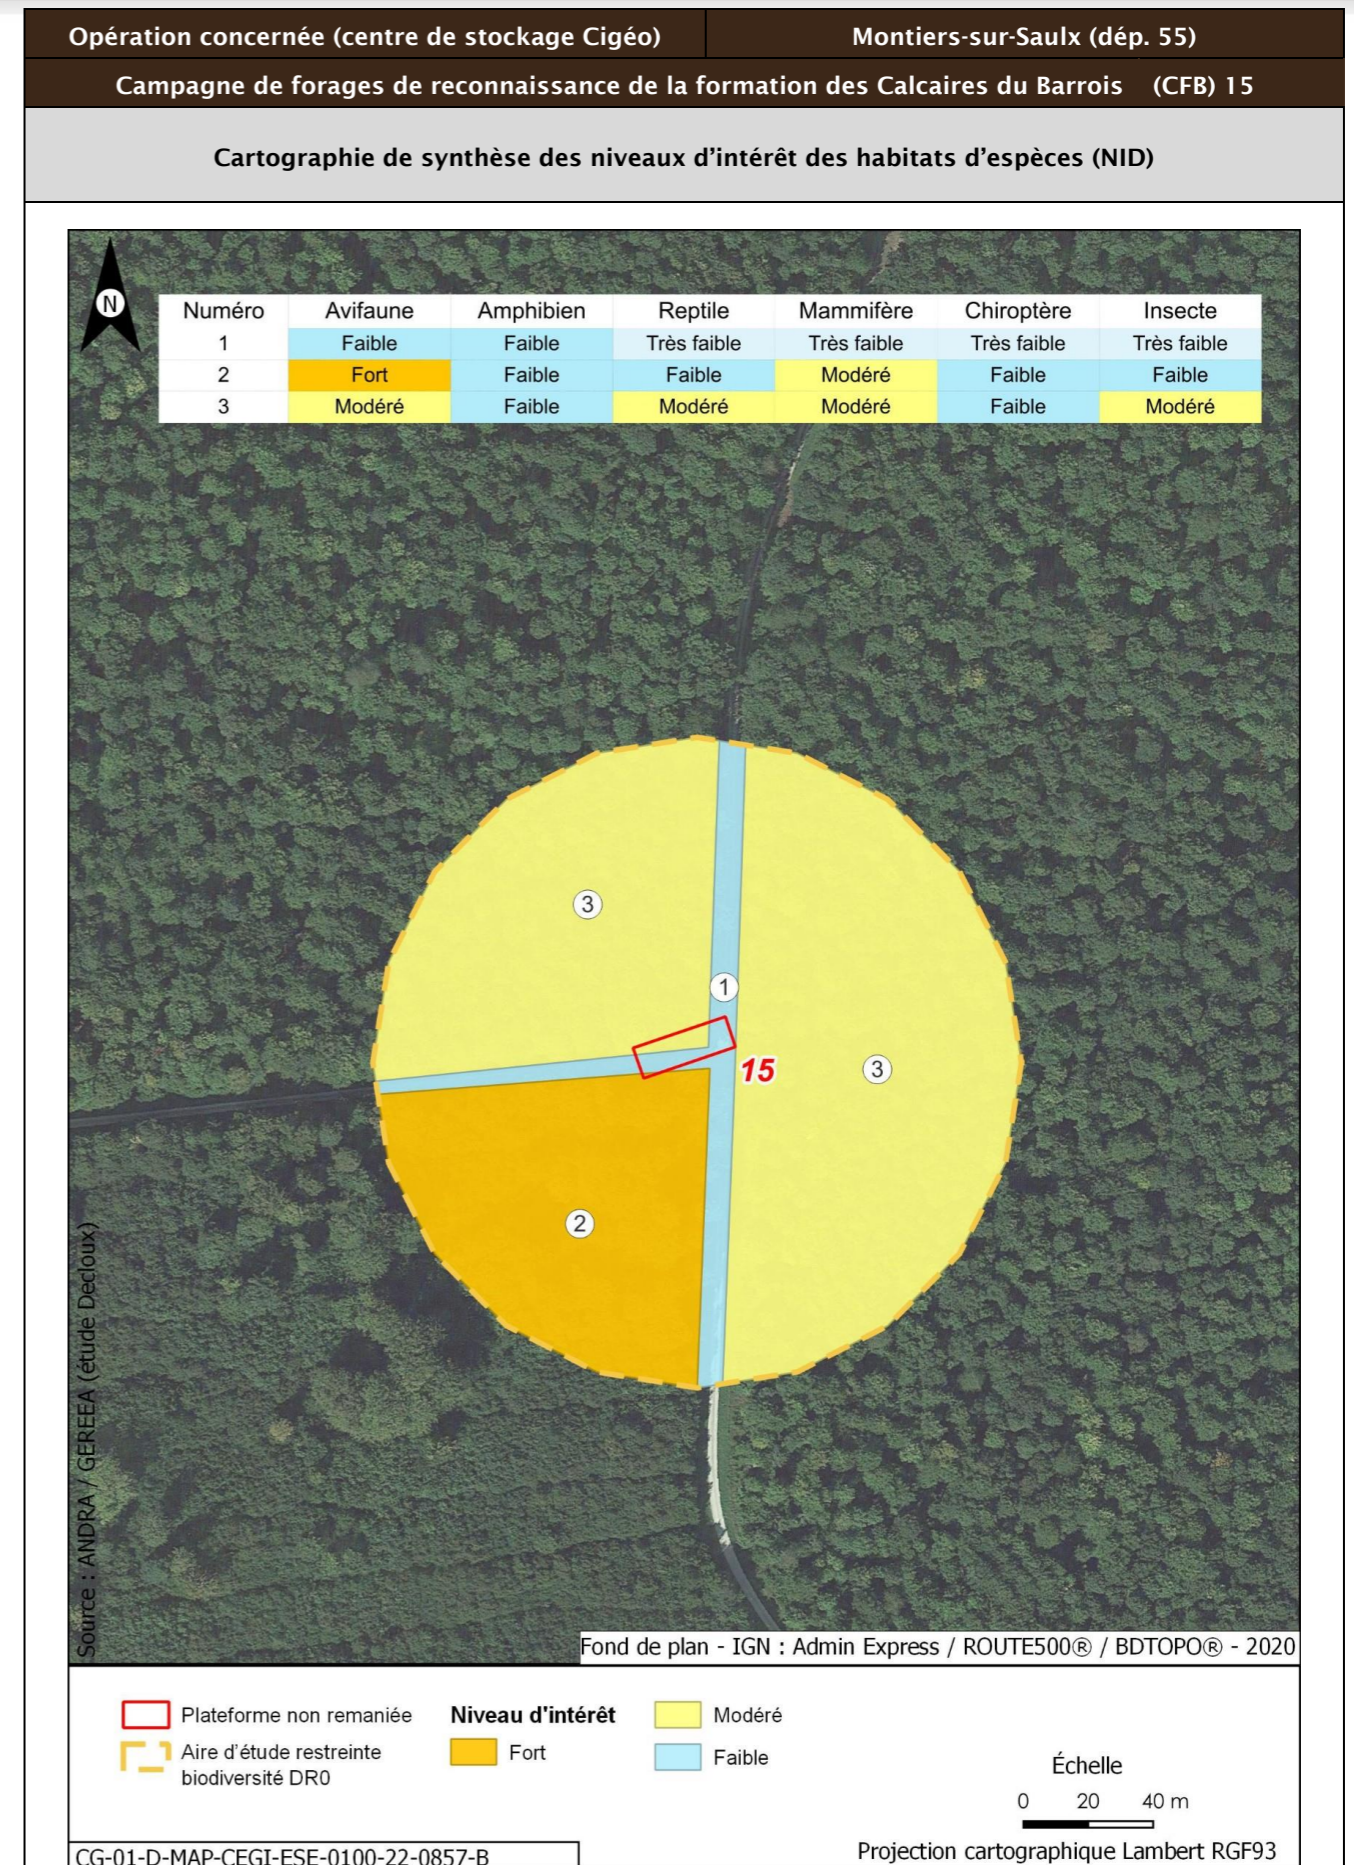 Opération concernée (centre de stockage Cigéo) Montiers-sur-Saulx (dép. 55)
Campagne de forages de reconnaissance de la formation des Calcaires du Barrois (CFB) 15
Cartographie de synthèse des niveaux d'intérêt des habitats d'espèces (NID)
N
Numéro Avifaune Amphibien Reptile Mammifère Chiroptère Insecte
1 Faible Faible Très faible Très faible Très faible Très faible
2 Fort Faible Faible Modéré Faible Faible
3 Modéré Faible Modéré Modéré Faible Modéré
3
1
15
3
2
Source : ANDRA / GEREEA (étude Decloux)
Fond de plan - IGN : Admin Express / ROUTE500® / BDTOPO® - 2020
Plateforme non remaniée
Aire d'étude restreinte
biodiversité DR0
Niveau d'intérêt
Fort
Modéré
Faible
Échelle
0 20 40 m
Projection cartographique Lambert RGF93
CG-01-D-MAP-CEGI-ESE-0100-22-0857-B